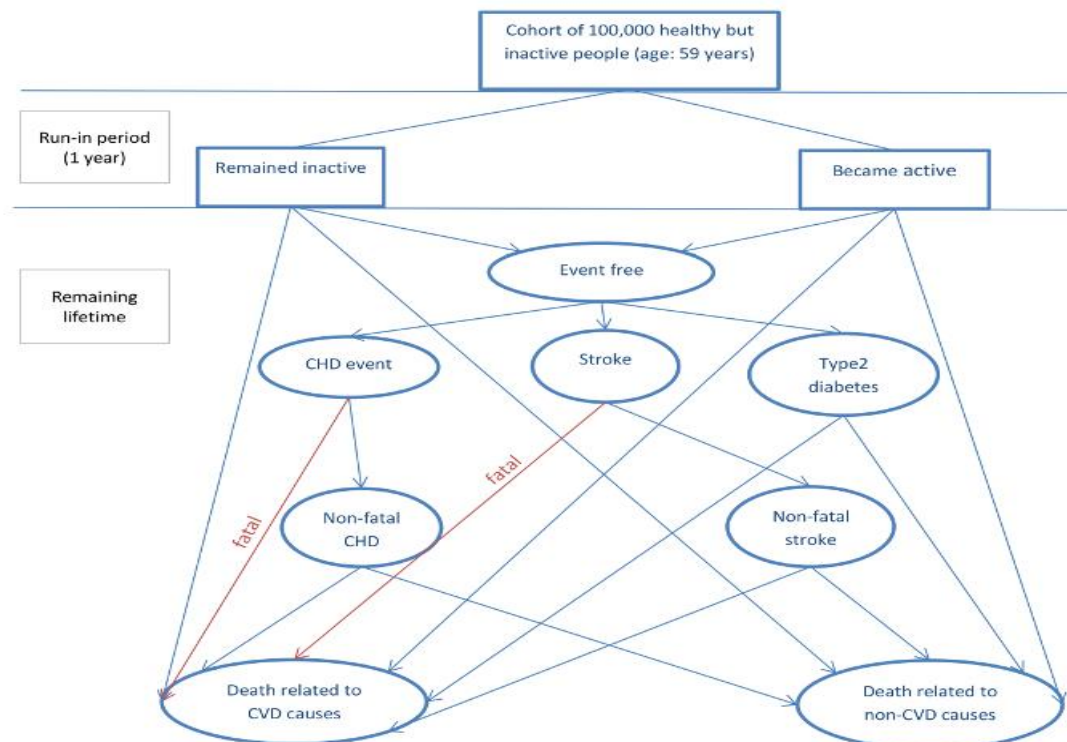 Cohort of 100,000 healthy but
inactive people (age: 59 years)
Run-in period
(1 year)
Remained inactive
Became active
Event free
Remaining
lifetime
CHD event
Stroke
Type2
diabetes
fatal
fatal
Non-fatal
CHD
Non-fatal
stroke
Death related to
CVD causes
Death related to
non-CVD causes